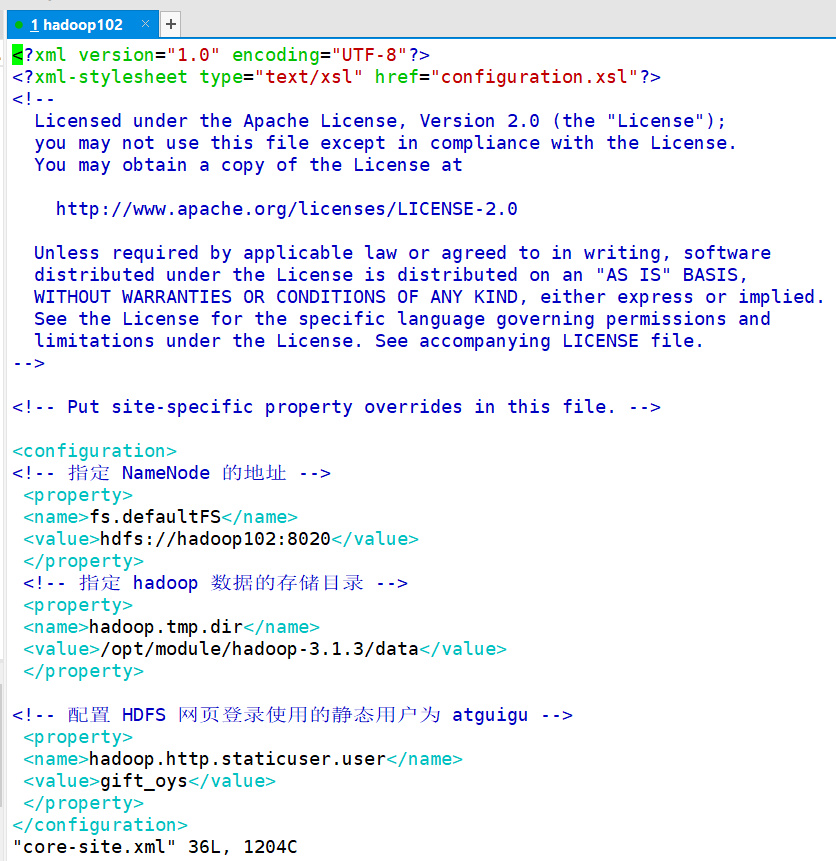 1 hadoop102 × +
<?xml version="1.0" encoding="UTF-8"?>
<?xml-stylesheet type="text/xsl" href="configuration.xsl"?>
<!--
  Licensed under the Apache License, Version 2.0 (the "License");
  you may not use this file except in compliance with the License.
  You may obtain a copy of the License at

    http://www.apache.org/licenses/LICENSE-2.0

  Unless required by applicable law or agreed to in writing, software
  distributed under the License is distributed on an "AS IS" BASIS,
  WITHOUT WARRANTIES OR CONDITIONS OF ANY KIND, either express or implied.
  See the License for the specific language governing permissions and
  limitations under the License. See accompanying LICENSE file.
-->

<!-- Put site-specific property overrides in this file. -->

<configuration>
<!-- 指定 NameNode 的地址 -->
 <property>
 <name>fs.defaultFS</name>
 <value>hdfs://hadoop102:8020</value>
 </property>
 <!-- 指定 hadoop 数据的存储目录 -->
 <property>
 <name>hadoop.tmp.dir</name>
 <value>/opt/module/hadoop-3.1.3/data</value>
 </property>

<!-- 配置 HDFS 网页登录使用的静态用户为 atguigu -->
 <property>
 <name>hadoop.http.staticuser.user</name>
 <value>gift_oys</value>
 </property>
</configuration>
"core-site.xml" 36L, 1204C